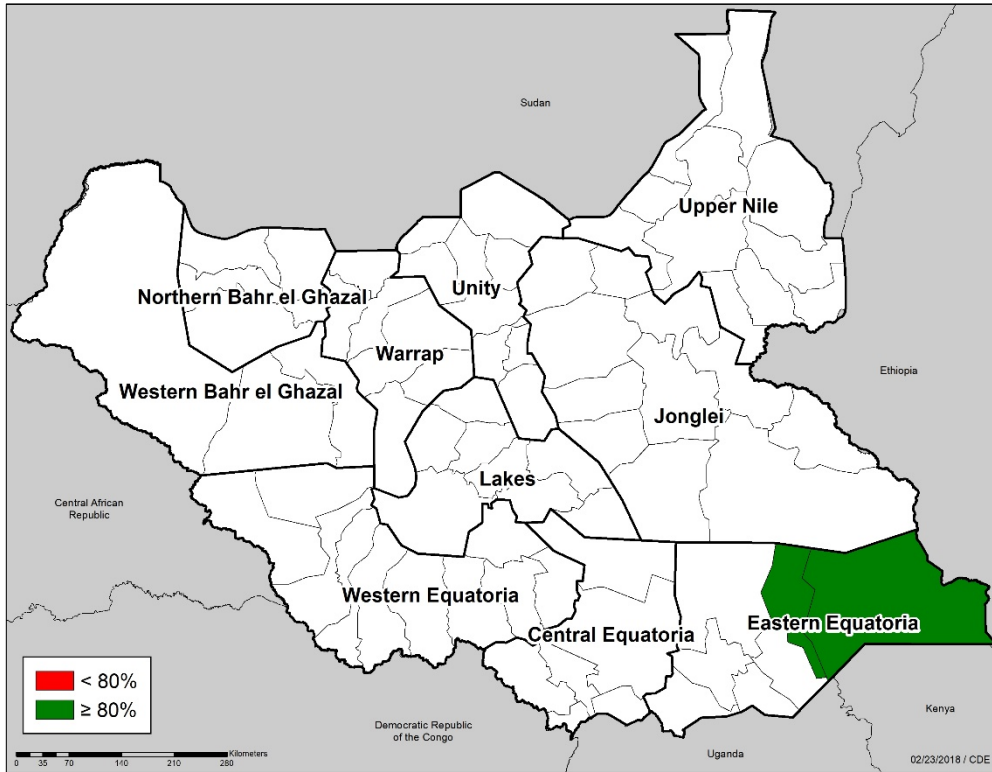 Sudan
Upper Nile
Northern Bahr el Ghazal
Unity
Warrap
Western Bahr el Ghazal
Ethiopia
Jonglei
Lakes
Central African
Republic
Western Equatoria
Central Equatoria
Eastern Equatoria
< 80%
≥ 80%
Democratic Republic
of the Congo
Uganda
Kenya
Kilometers
0 35 70 140 210 280
02/23/2018 / CDE